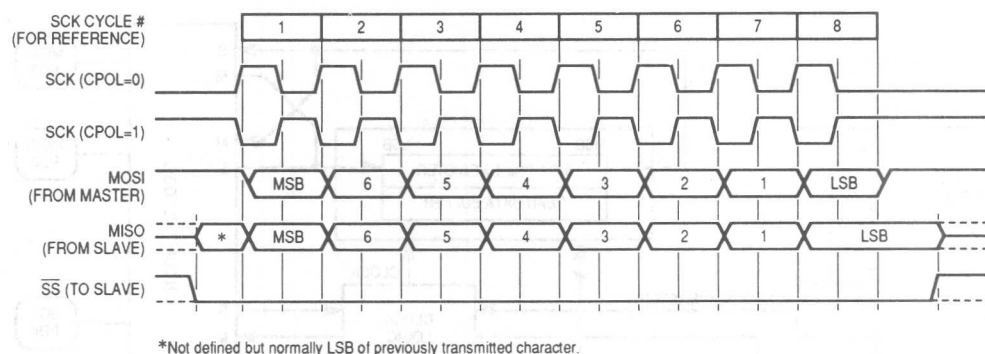 SCK CYCLE #
(FOR REFERENCE)
1 2 3 4 5 6 7 8
SCK (CPOL=0)
SCK (CPOL=1)
MOSI
(FROM MASTER)
MSB 6 5 4 3 2 1 LSB
MISO
(FROM SLAVE)
* MSB 6 5 4 3 2 1 LSB
SS (TO SLAVE)
*Not defined but normally LSB of previously transmitted character.